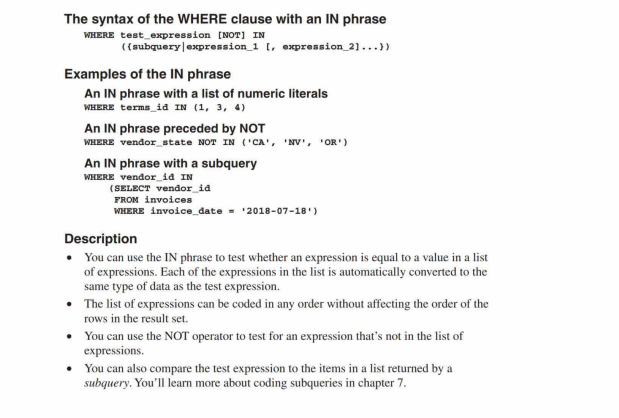 The syntax of the WHERE clause with an IN phrase
WHERE test_expression [NOT] IN
({subquery|expression_1 [, expression_2]...})
Examples of the IN phrase
An IN phrase with a list of numeric literals
WHERE terms_id IN (1, 3, 4)
An IN phrase preceded by NOT
WHERE vendor_state NOT IN ('CA', 'NV', 'OR')
An IN phrase with a subquery
WHERE vendor_id IN
(SELECT vendor_id
FROM invoices
WHERE invoice_date = '2018-07-18')
Description
• You can use the IN phrase to test whether an expression is equal to a value in a list
of expressions. Each of the expressions in the list is automatically converted to the
same type of data as the test expression.
• The list of expressions can be coded in any order without affecting the order of the
rows in the result set.
• You can use the NOT operator to test for an expression that's not in the list of
expressions.
• You can also compare the test expression to the items in a list returned by a
subquery. You'll learn more about coding subqueries in chapter 7.